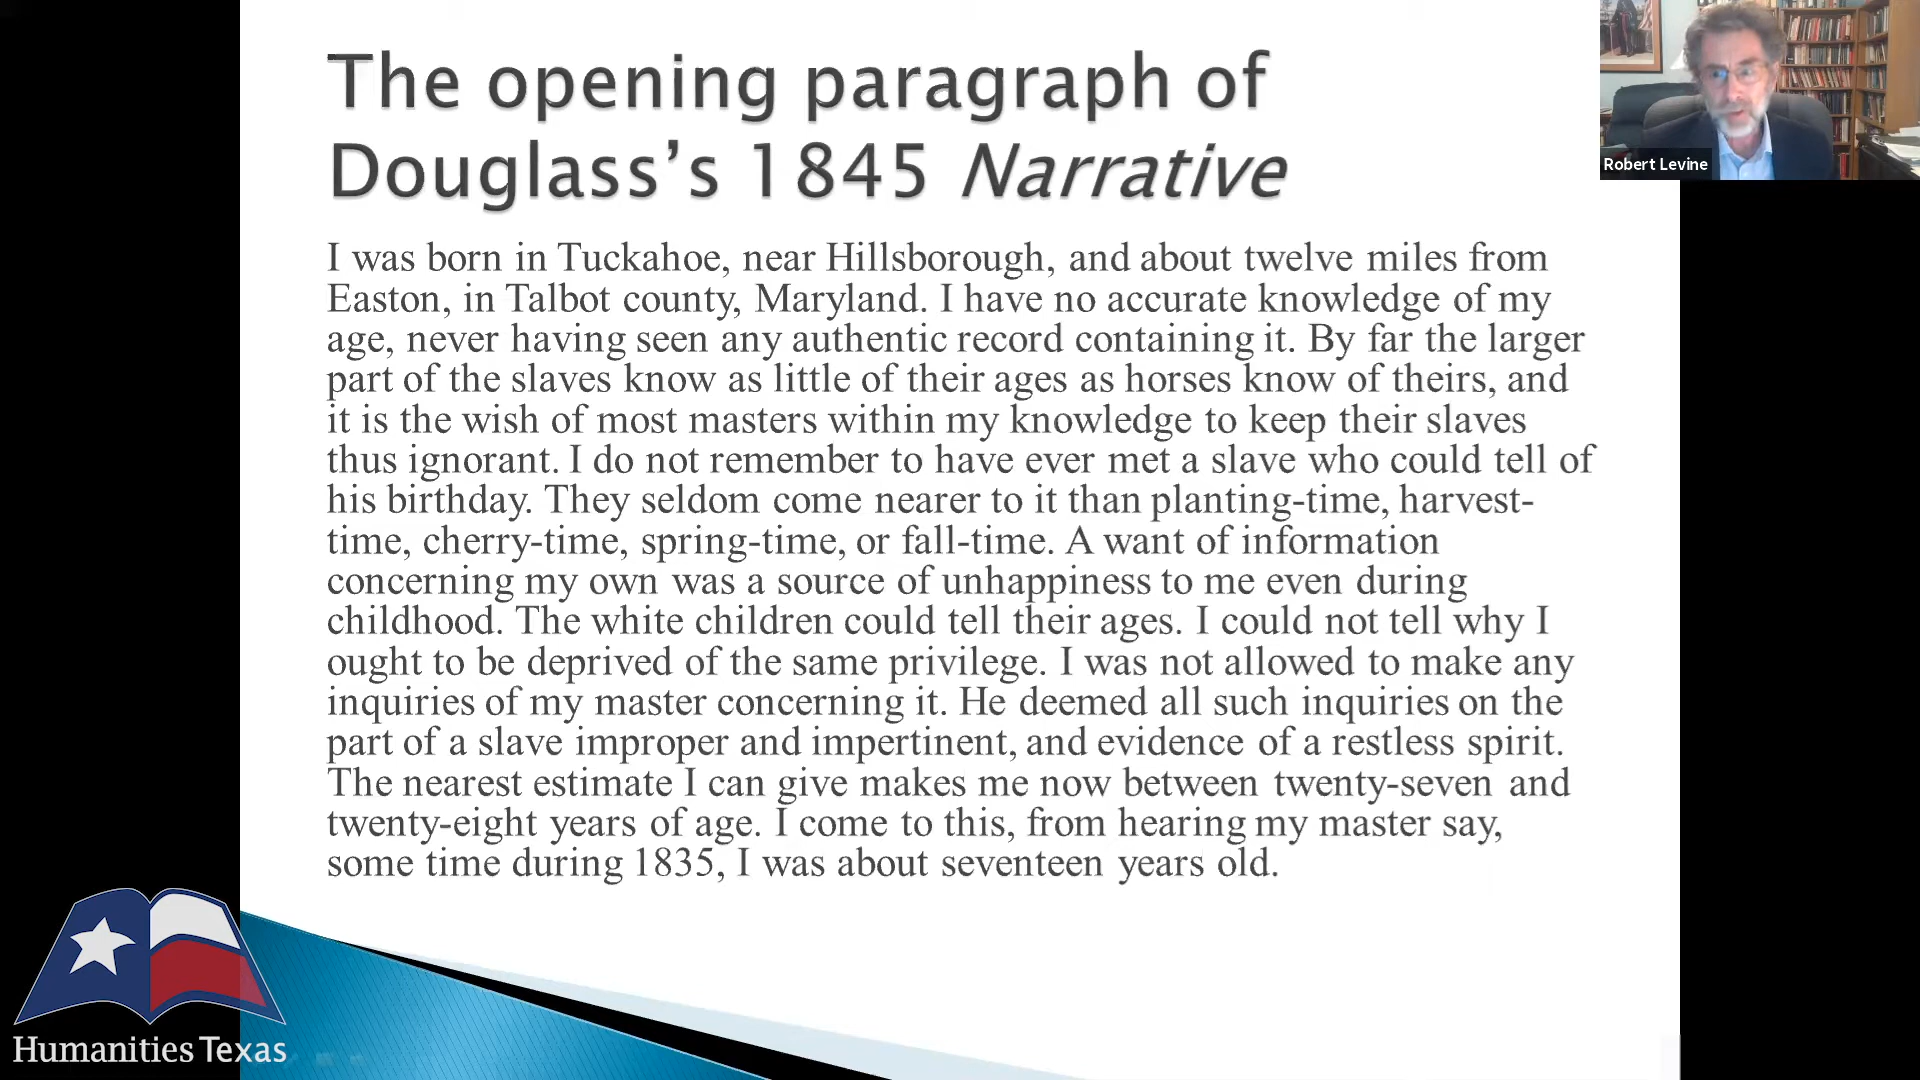 The opening paragraph of
Douglass’s 1845 Narrative
Robert Levine
I was born in Tuckahoe, near Hillsborough, and about twelve miles from
Easton, in Talbot county, Maryland. I have no accurate knowledge of my
age, never having seen any authentic record containing it. By far the larger
part of the slaves know as little of their ages as horses know of theirs, and
it is the wish of most masters within my knowledge to keep their slaves
thus ignorant. I do not remember to have ever met a slave who could tell of
his birthday. They seldom come nearer to it than planting-time, harvest-
time, cherry-time, spring-time, or fall-time. A want of information
concerning my own was a source of unhappiness to me even during
childhood. The white children could tell their ages. I could not tell why I
ought to be deprived of the same privilege. I was not allowed to make any
inquiries of my master concerning it. He deemed all such inquiries on the
part of a slave improper and impertinent, and evidence of a restless spirit.
The nearest estimate I can give makes me now between twenty-seven and
twenty-eight years of age. I come to this, from hearing my master say,
some time during 1835, I was about seventeen years old.
Humanities Texas